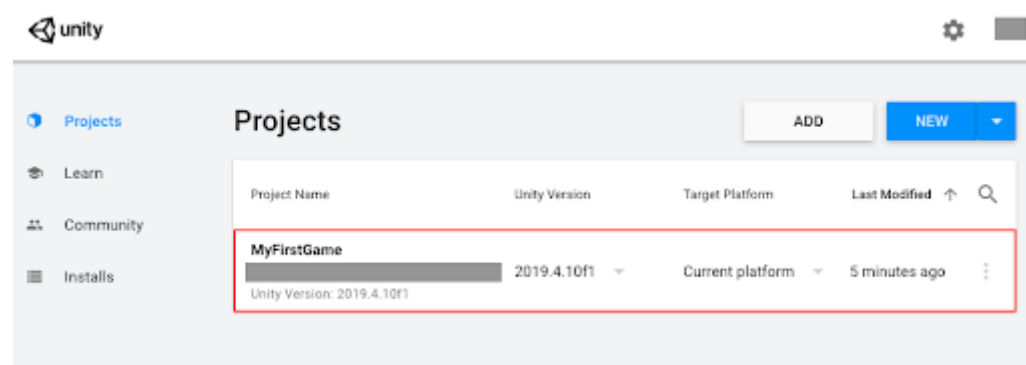 unity
Projects
Learn
Community
Installs
Projects
ADD
NEW
Project Name
Unity Version
Target Platform
Last Modified
MyFirstGame
2019.4.10f1
Current platform
5 minutes ago
Unity Version: 2019.4.10f1